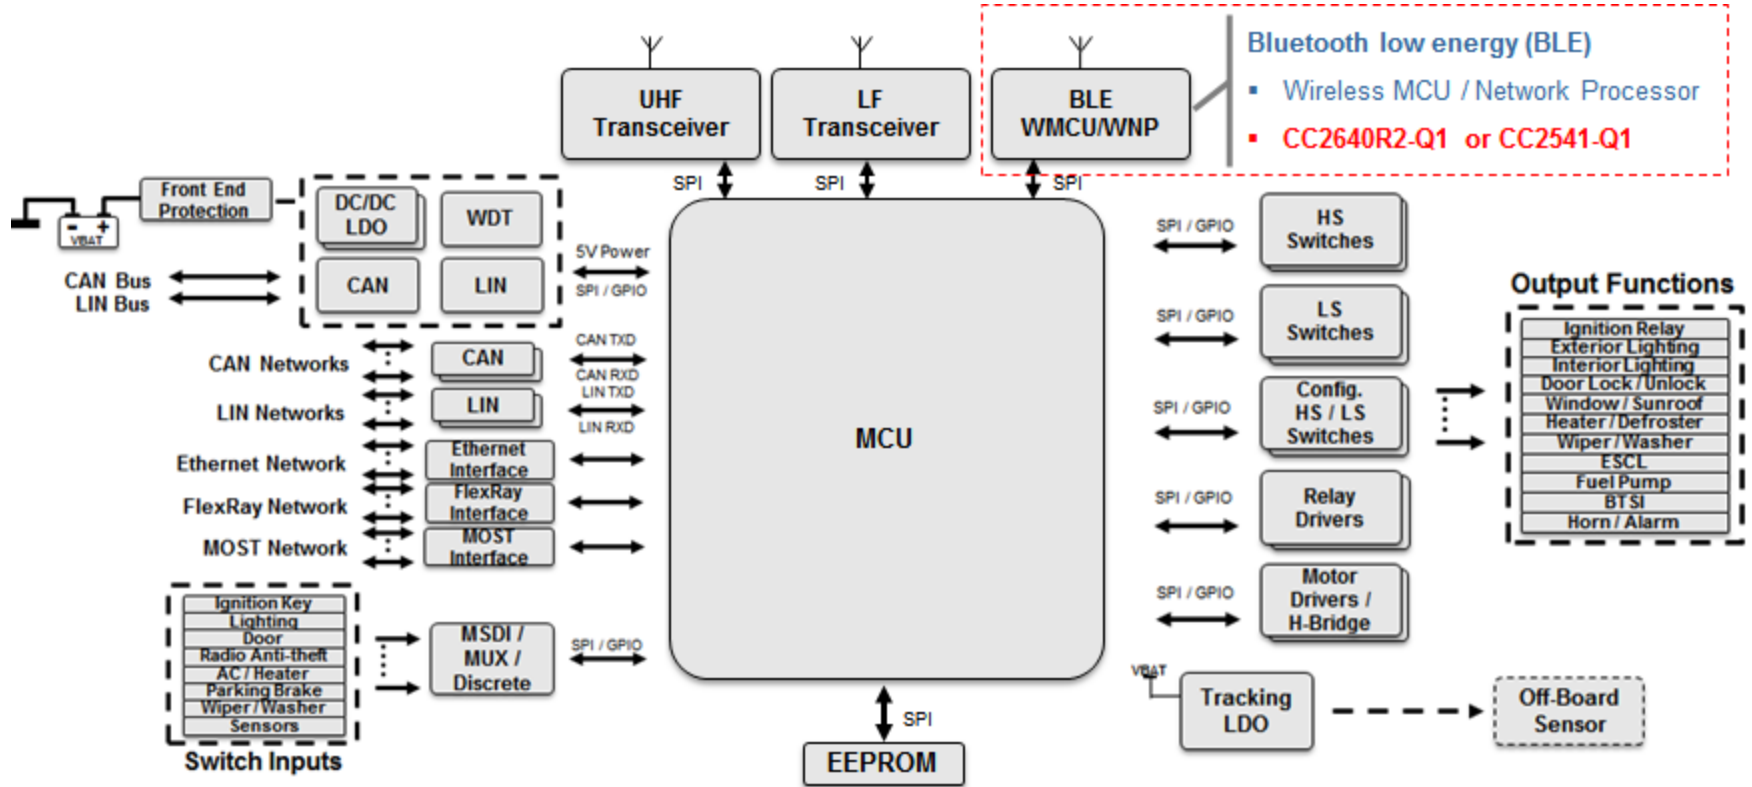 Bluetooth low energy (BLE)
▪ Wireless MCU / Network Processor
▪ CC2640R2-Q1 or CC2541-Q1
UHF
Transceiver
LF
Transceiver
BLE
WMCU/WNP
SPI
SPI
SPI
Front End
Protection
- +
VBAT
DC/DC
LDO
WDT
CAN
LIN
CAN Bus
LIN Bus
5V Power
SPI / GPIO
CAN Networks
CAN
CAN TXD
CAN RXD
LIN Networks
LIN
LIN TXD
LIN RXD
Ethernet Network
Ethernet
Interface
FlexRay Network
FlexRay
Interface
MOST Network
MOST
Interface
Ignition Key
Lighting
Door
Radio Anti-theft
AC / Heater
Parking Brake
Wiper / Washer
Sensors
Switch Inputs
MSDI /
MUX /
Discrete
SPI / GPIO
MCU
SPI
EEPROM
SPI / GPIO
HS
Switches
SPI / GPIO
LS
Switches
SPI / GPIO
Config.
HS / LS
Switches
SPI / GPIO
Relay
Drivers
SPI / GPIO
Motor
Drivers /
H-Bridge
Output Functions
Ignition Relay
Exterior Lighting
Interior Lighting
Door Lock / Unlock
Window / Sunroof
Heater / Defroster
Wiper / Washer
ESCL
Fuel Pump
BTSI
Horn / Alarm
VBAT
Tracking
LDO
Off-Board
Sensor